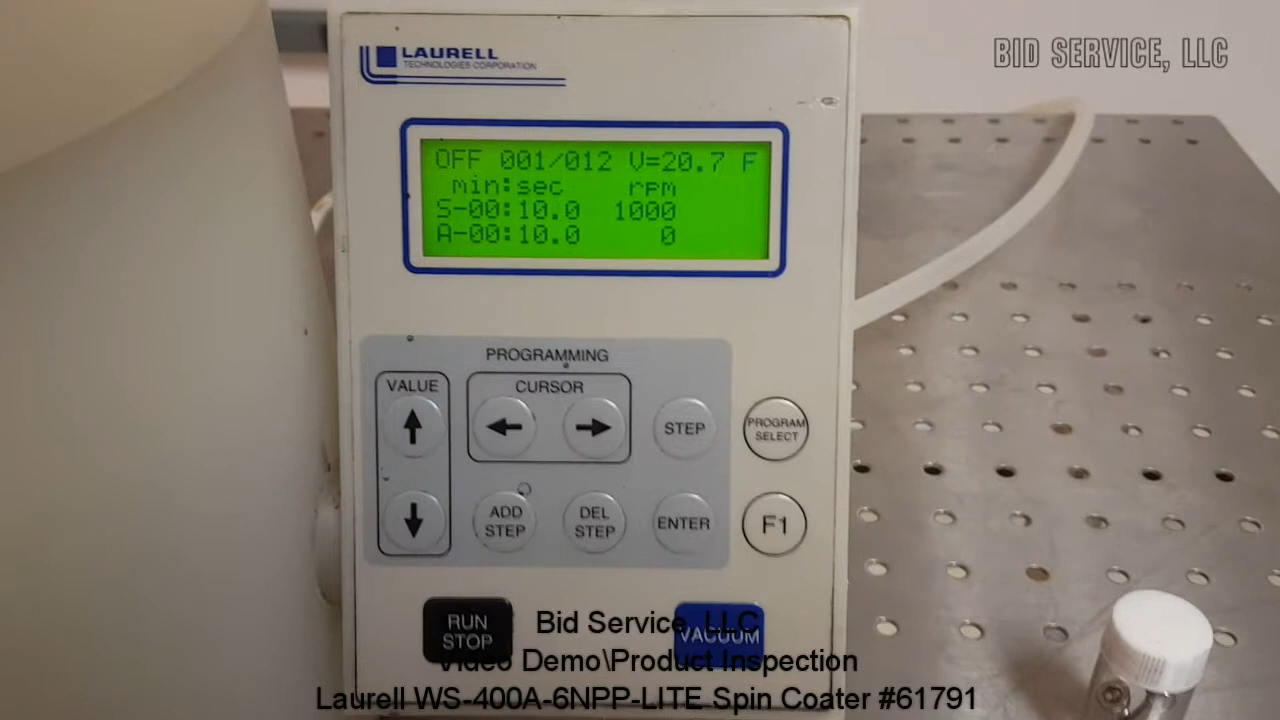 BID SERVICE, LLC
LAURELL
TECHNOLOGIES CORPORATION
OFF 001/012 V=20.7 F
min:sec rpm
S-00:10.0 1000
A-00:10.0 0
PROGRAMMING
VALUE
CURSOR
STEP
PROGRAM
SELECT
ADD
STEP
DEL
STEP
ENTER
F1
RUN
STOP
VACUUM
Bid Service, LLC
Video Demo\Product Inspection
Laurell WS-400A-6NPP-LITE Spin Coater #61791